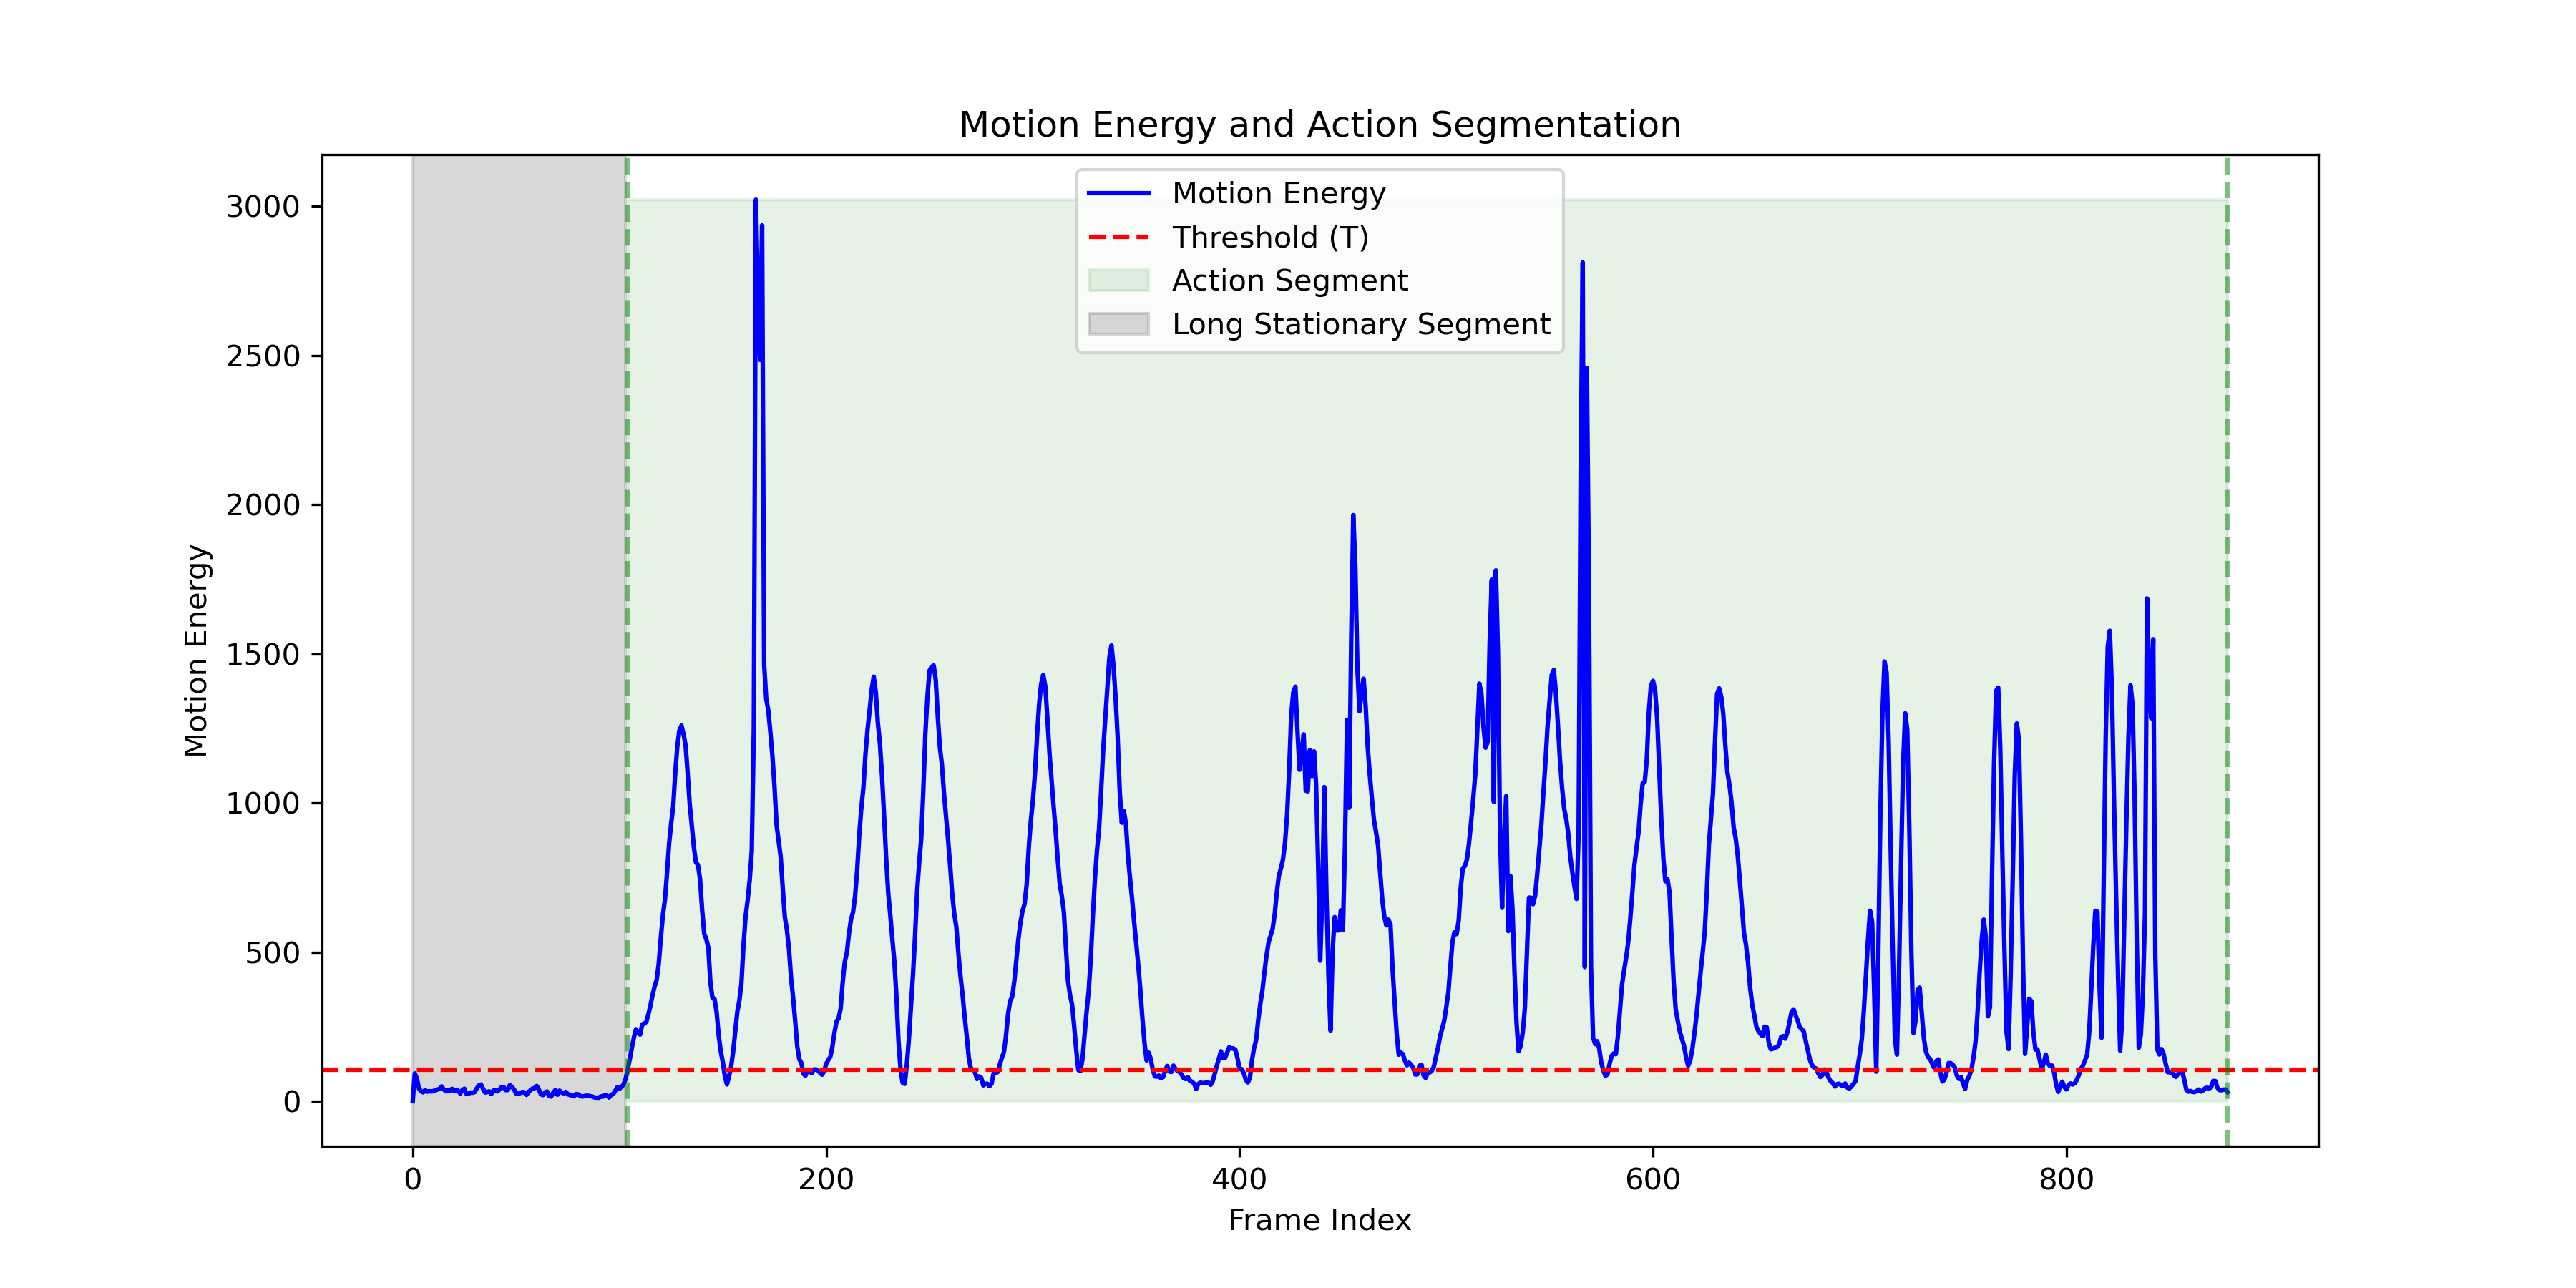 Motion Energy and Action Segmentation
Motion Energy
Threshold (T)
Action Segment
Long Stationary Segment
3000
2500
2000
1500
1000
500
0
Motion Energy
0 200 400 600 800
Frame Index